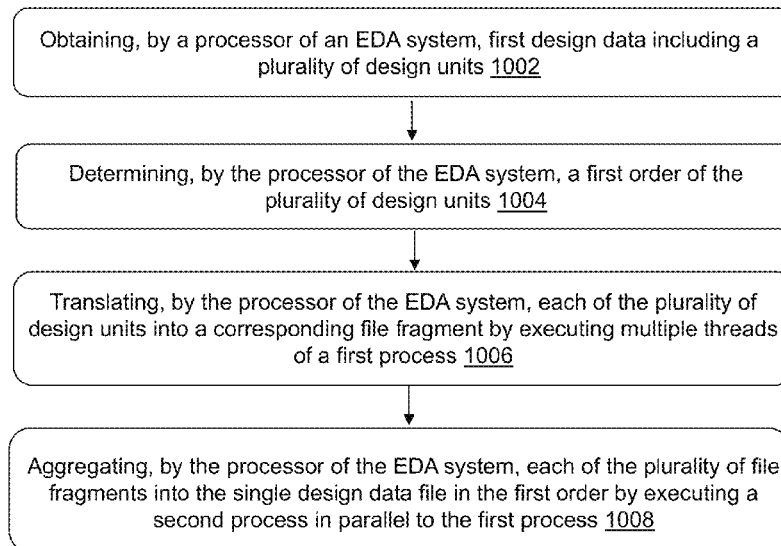 Obtaining, by a processor of an EDA system, first design data including a
plurality of design units 1002
Determining, by the processor of the EDA system, a first order of the
plurality of design units 1004
Translating, by the processor of the EDA system, each of the plurality of
design units into a corresponding file fragment by executing multiple threads
of a first process 1006
Aggregating, by the processor of the EDA system, each of the plurality of file
fragments into the single design data file in the first order by executing a
second process in parallel to the first process 1008